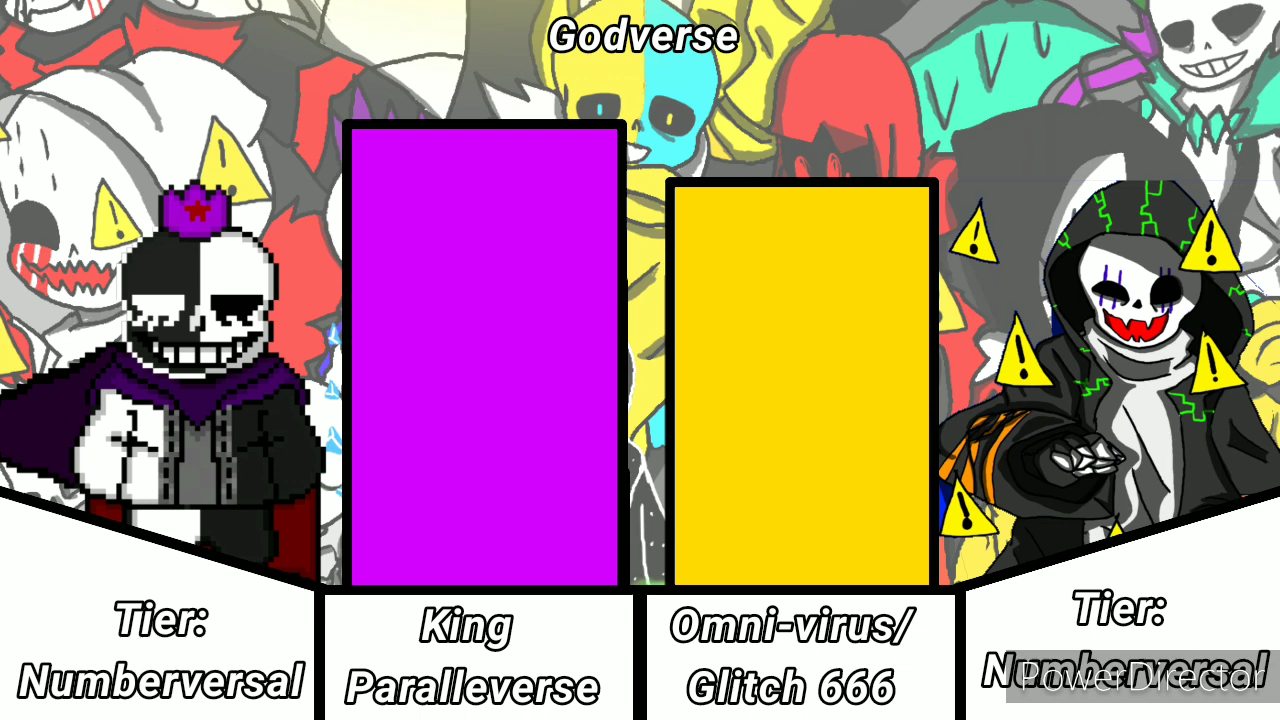 Godverse
Tier:
Numberversal
King
Paralleverse
Omni-virus/
Glitch 666
Tier:
Numberversal
PowerDirector